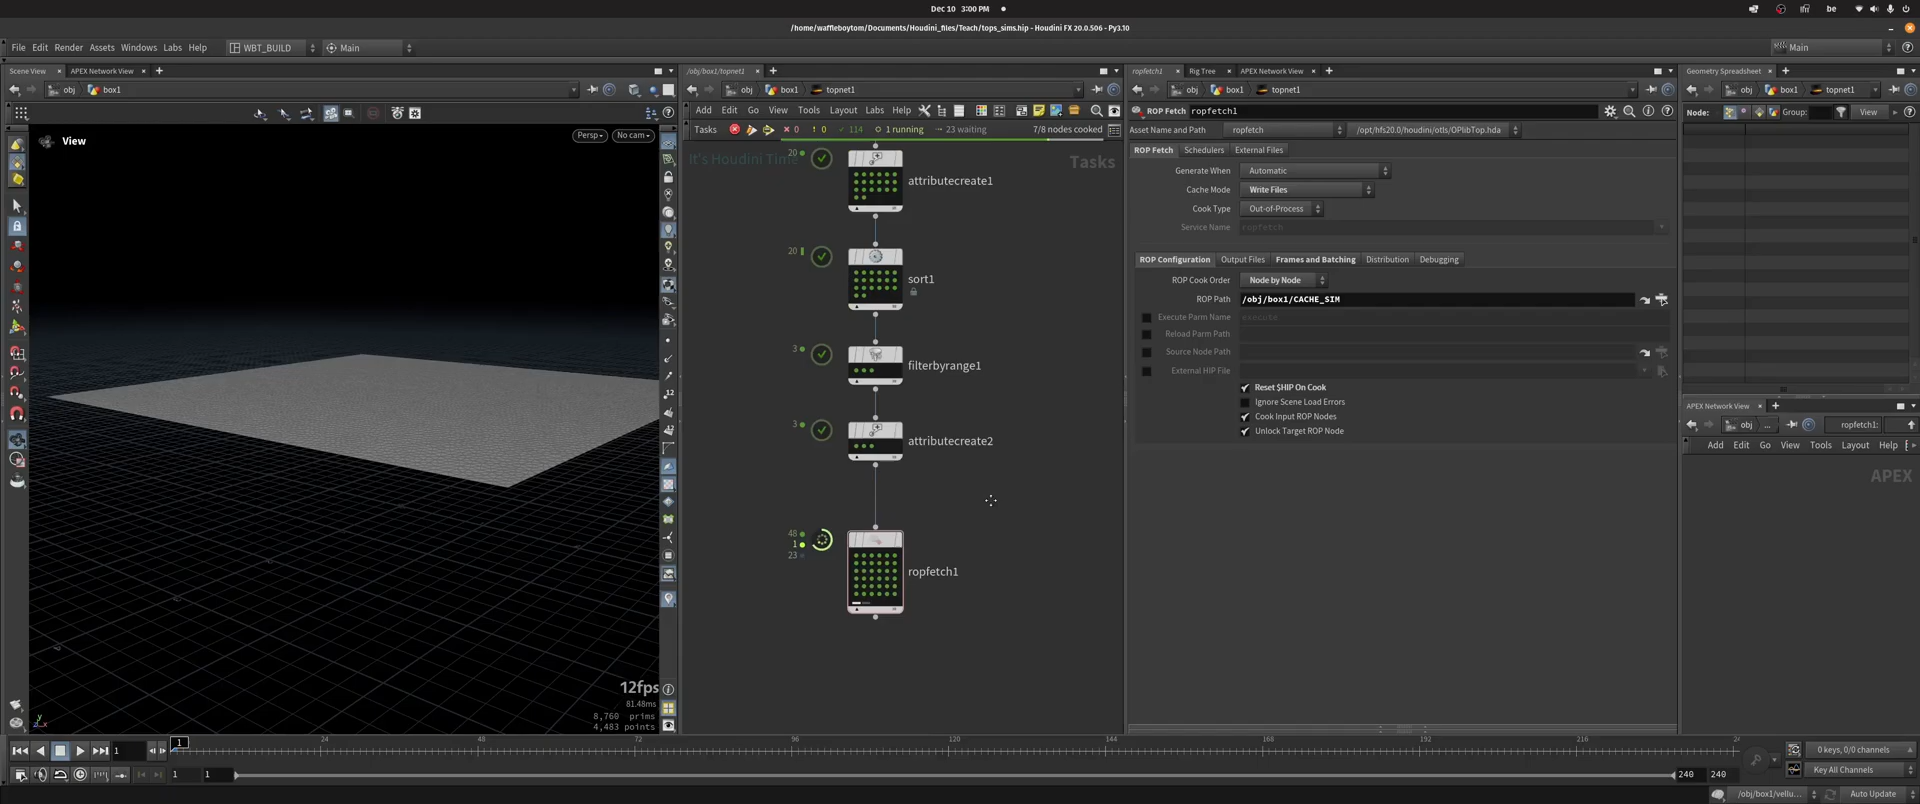 Dec 10 3:00 PM
be
/home/waffleboytom/Documents/Houdini_files/Teach/tops_sims.hip - Houdini FX 20.0.506 - Py3.10
File Edit Render Assets Windows Labs Help WBT_BUILD Main Main
Scene View APEX Network View
/obj/box1/topnet1
ropfetch1 Rig Tree APEX Network View
Geometry Spreadsheet
obj box1
obj box1 topnet1
obj box1 topnet1
obj box1 topnet1
Add Edit Go View Tools Layout Labs Help
ROP Fetch ropfetch1
Node: Group: View
Tasks 0 0 114 1 running 23 waiting 7/8 nodes cooked
Asset Name and Path ropfetch /opt/hfs20.0/houdini/otls/OPlibTop.hda
View
Persp No cam
It's Houdini Time
Tasks
20
attributecreate1
20
sort1
3
filterbyrange1
3
attributecreate2
48
1
23
ropfetch1
ROP Fetch Schedulers External Files
Generate When Automatic
Cache Mode Write Files
Cook Type Out-of-Process
Service Name ropfetch
ROP Configuration Output Files Frames and Batching Distribution Debugging
ROP Cook Order Node by Node
ROP Path /obj/box1/CACHE_SIM
Execute Parm Name execute
Reload Parm Path
Source Node Path
External HIP File
Reset $HIP On Cook
Ignore Scene Load Errors
Cook Input ROP Nodes
Unlock Target ROP Node
APEX Network View
obj ... ropfetch1:
Add Edit Go View Tools Layout Help
APEX
12fps
81.48ms
8,760 prims
4,483 points
1 1 24 48 72 96 120 144 168 192 216
0 keys, 0/0 channels
1 1 240 240 Key All Channels
/obj/box1/vellu... Auto Update